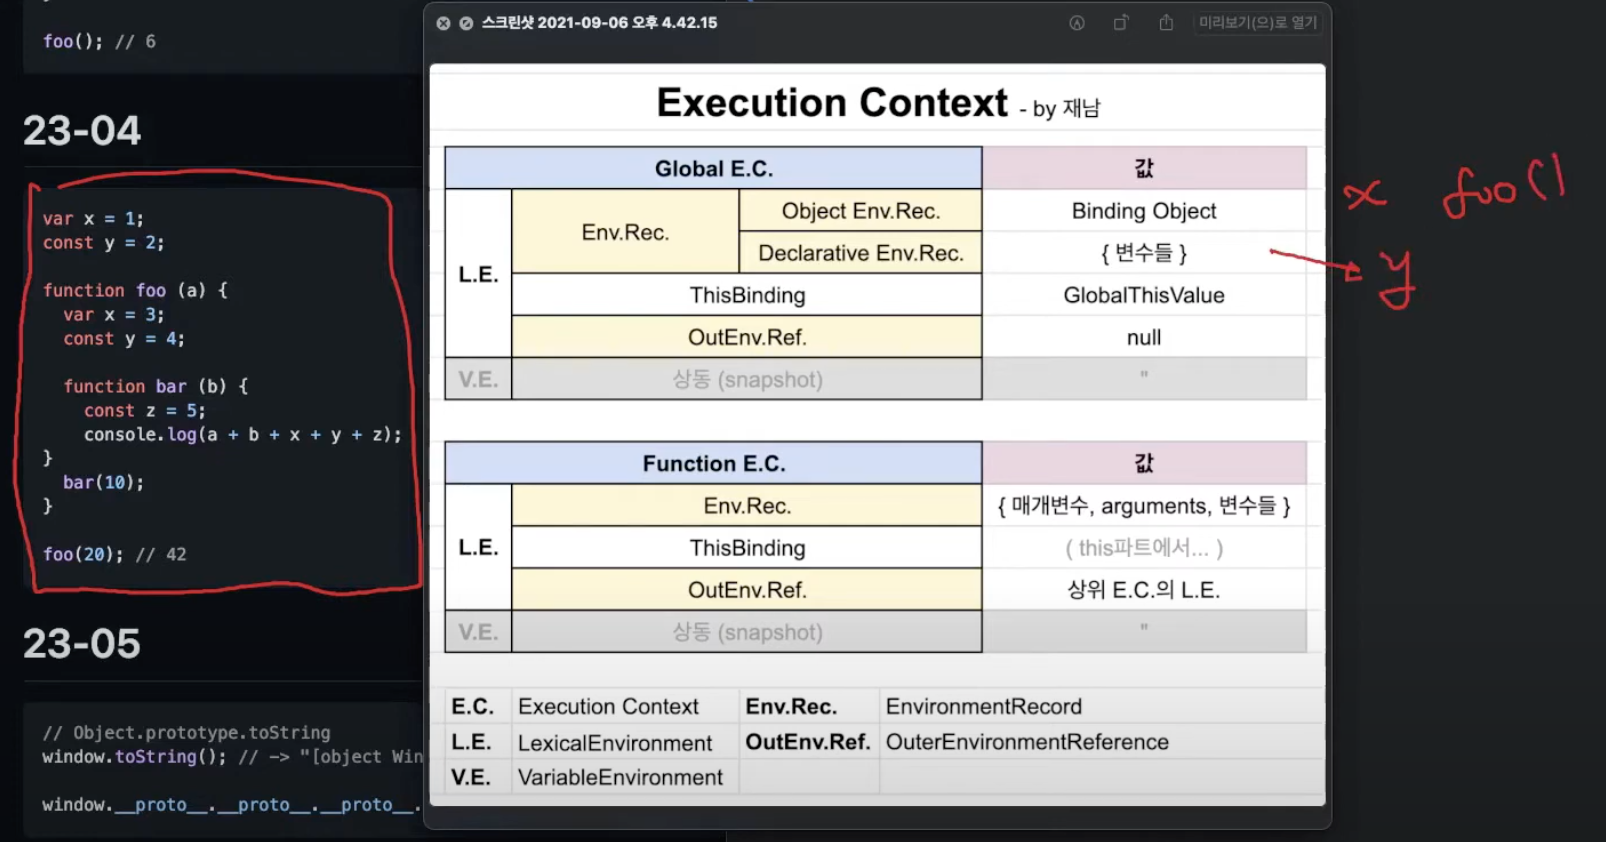 foo(); // 6
23-04
var x = 1;
const y = 2;
function foo (a) {
var x = 3;
const y = 4;
function bar (b) {
const z = 5;
console.log(a + b + x + y + z);
}
bar(10);
}
foo(20); // 42
23-05
// Object.prototype.toString
window.toString(); // -> "[object Win
window.__proto__.__proto__.__proto__.
스크린샷 2021-09-06 오후 4.42.15
미리보기(으)로 열기
Execution Context - by 재남
Global E.C. 값
L.E. Env.Rec. Object Env.Rec. Binding Object
Declarative Env.Rec. { 변수들 }
ThisBinding GlobalThisValue
OutEnv.Ref. null
V.E. 상동 (snapshot) "
Function E.C. 값
L.E. Env.Rec. { 매개변수, arguments, 변수들 }
ThisBinding ( this파트에서... )
OutEnv.Ref. 상위 E.C.의 L.E.
V.E. 상동 (snapshot) "
E.C. Execution Context Env.Rec. EnvironmentRecord
L.E. LexicalEnvironment OutEnv.Ref. OuterEnvironmentReference
V.E. VariableEnvironment
x foo()
y